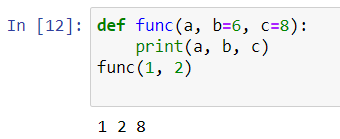 In [12]: def func(a, b=6, c=8):
    print(a, b, c)
func(1, 2)
1 2 8